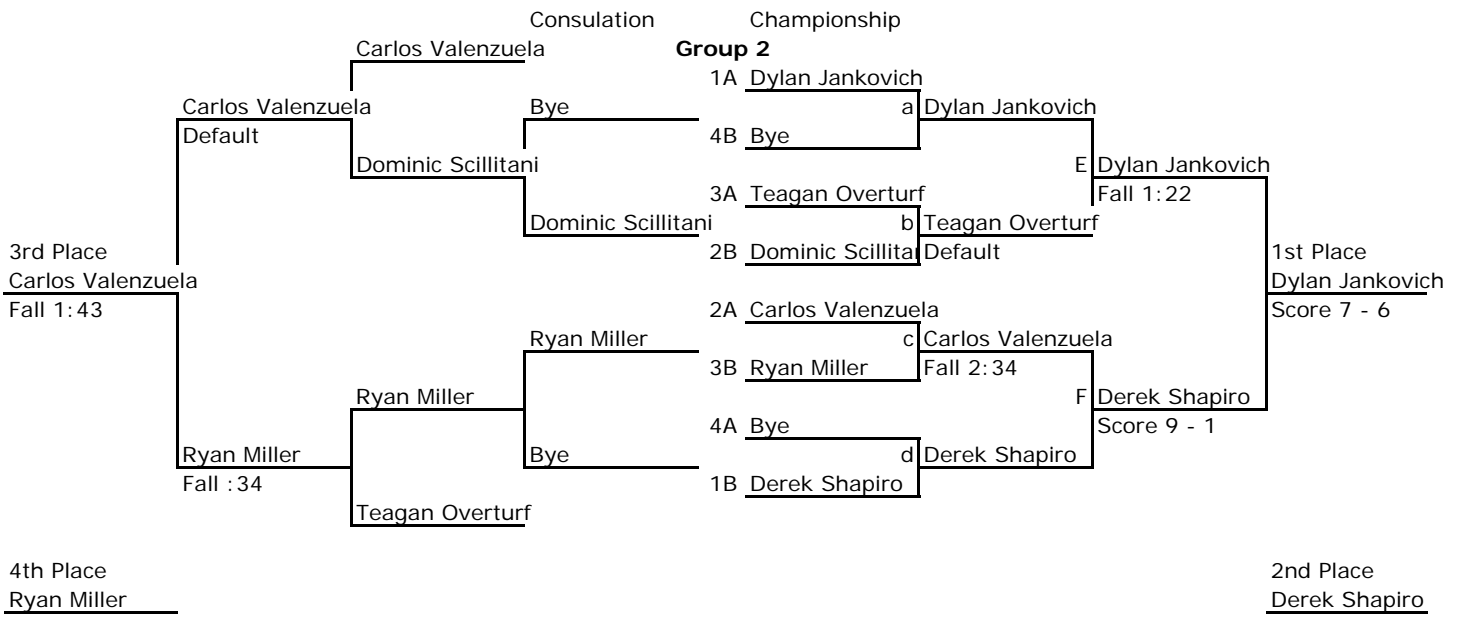 Consulation Championship
Carlos Valenzuela Group 2
1A Dylan Jankovich
Carlos Valenzuela Bye a Dylan Jankovich
Default 4B Bye
Dominic Scillitani E Dylan Jankovich
3A Teagan Overturf Fall 1:22
Dominic Scillitani b Teagan Overturf
3rd Place 2B Dominic Scillitar Default 1st Place
Carlos Valenzuela Dylan Jankovich
Fall 1:43 2A Carlos Valenzuela Score 7 - 6
Ryan Miller c Carlos Valenzuela
3B Ryan Miller Fall 2:34
Ryan Miller F Derek Shapiro
4A Bye Score 9 - 1
Ryan Miller Bye d Derek Shapiro
Fall :34 1B Derek Shapiro
Teagan Overturf
4th Place 2nd Place
Ryan Miller Derek Shapiro